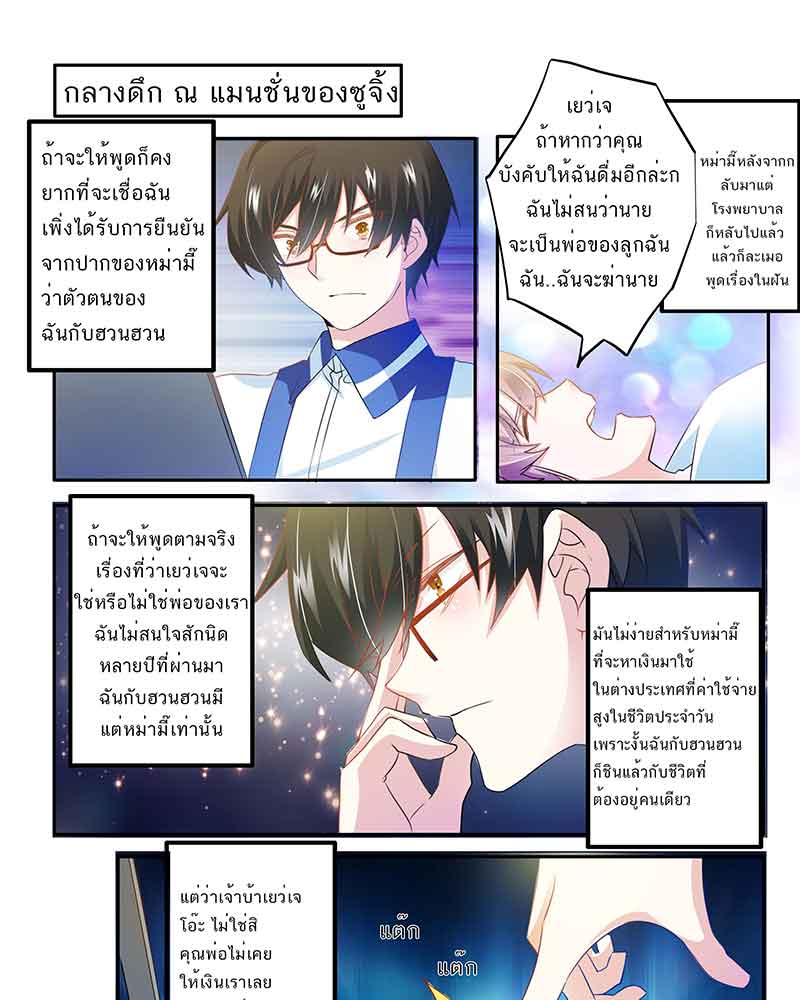 กลางดึก ณ แมนชั่นของซูจิ้ง
ถ้าจะให้พูดก็คง
ยากที่จะเชื่อฉัน
เพิ่งได้รับการยืนยัน
จากปากของหม่ามี๊
ว่าตัวตนของ
ฉันกับฮวนฮวน
เยว่เจ
ถ้าหากว่าคุณ
บังคับให้ฉันดื่มอีกล่ะก
ฉันไม่สนว่านาย
จะเป็นพ่อของลูกฉัน
ฉัน..ฉันจะฆ่านาย
หม่ามี๊หลังจากก
ลับมาแต่
โรงพยาบาล
ก็หลับไปแล้ว
แล้วก็ละเมอ
พูดเรื่องในฝัน
ถ้าจะให้พูดตามจริง
เรื่องที่ว่าเยว่เจจะ
ใช่หรือไม่ใช่พ่อของเรา
ฉันไม่สนใจสักนิด
หลายปีที่ผ่านมา
ฉันกับฮวนฮวนมี
แต่หม่ามี๊เท่านั้น
มันไม่ง่ายสำหรับหม่ามี๊
ที่จะหาเงินมาใช้
ในต่างประเทศที่ค่าใช้จ่าย
สูงในชีวิตประจำวัน
เพราะงั้นฉันกับฮวนฮวน
ก็ชินแล้วกับชีวิตที่
ต้องอยู่คนเดียว
แต่ว่าเจ้าบ้าเยว่เจ
โอ๊ะ ไม่ใช่สิ
คุณพ่อไม่เคย
ให้เงินเราเลย
แต๊ก
แต๊ก